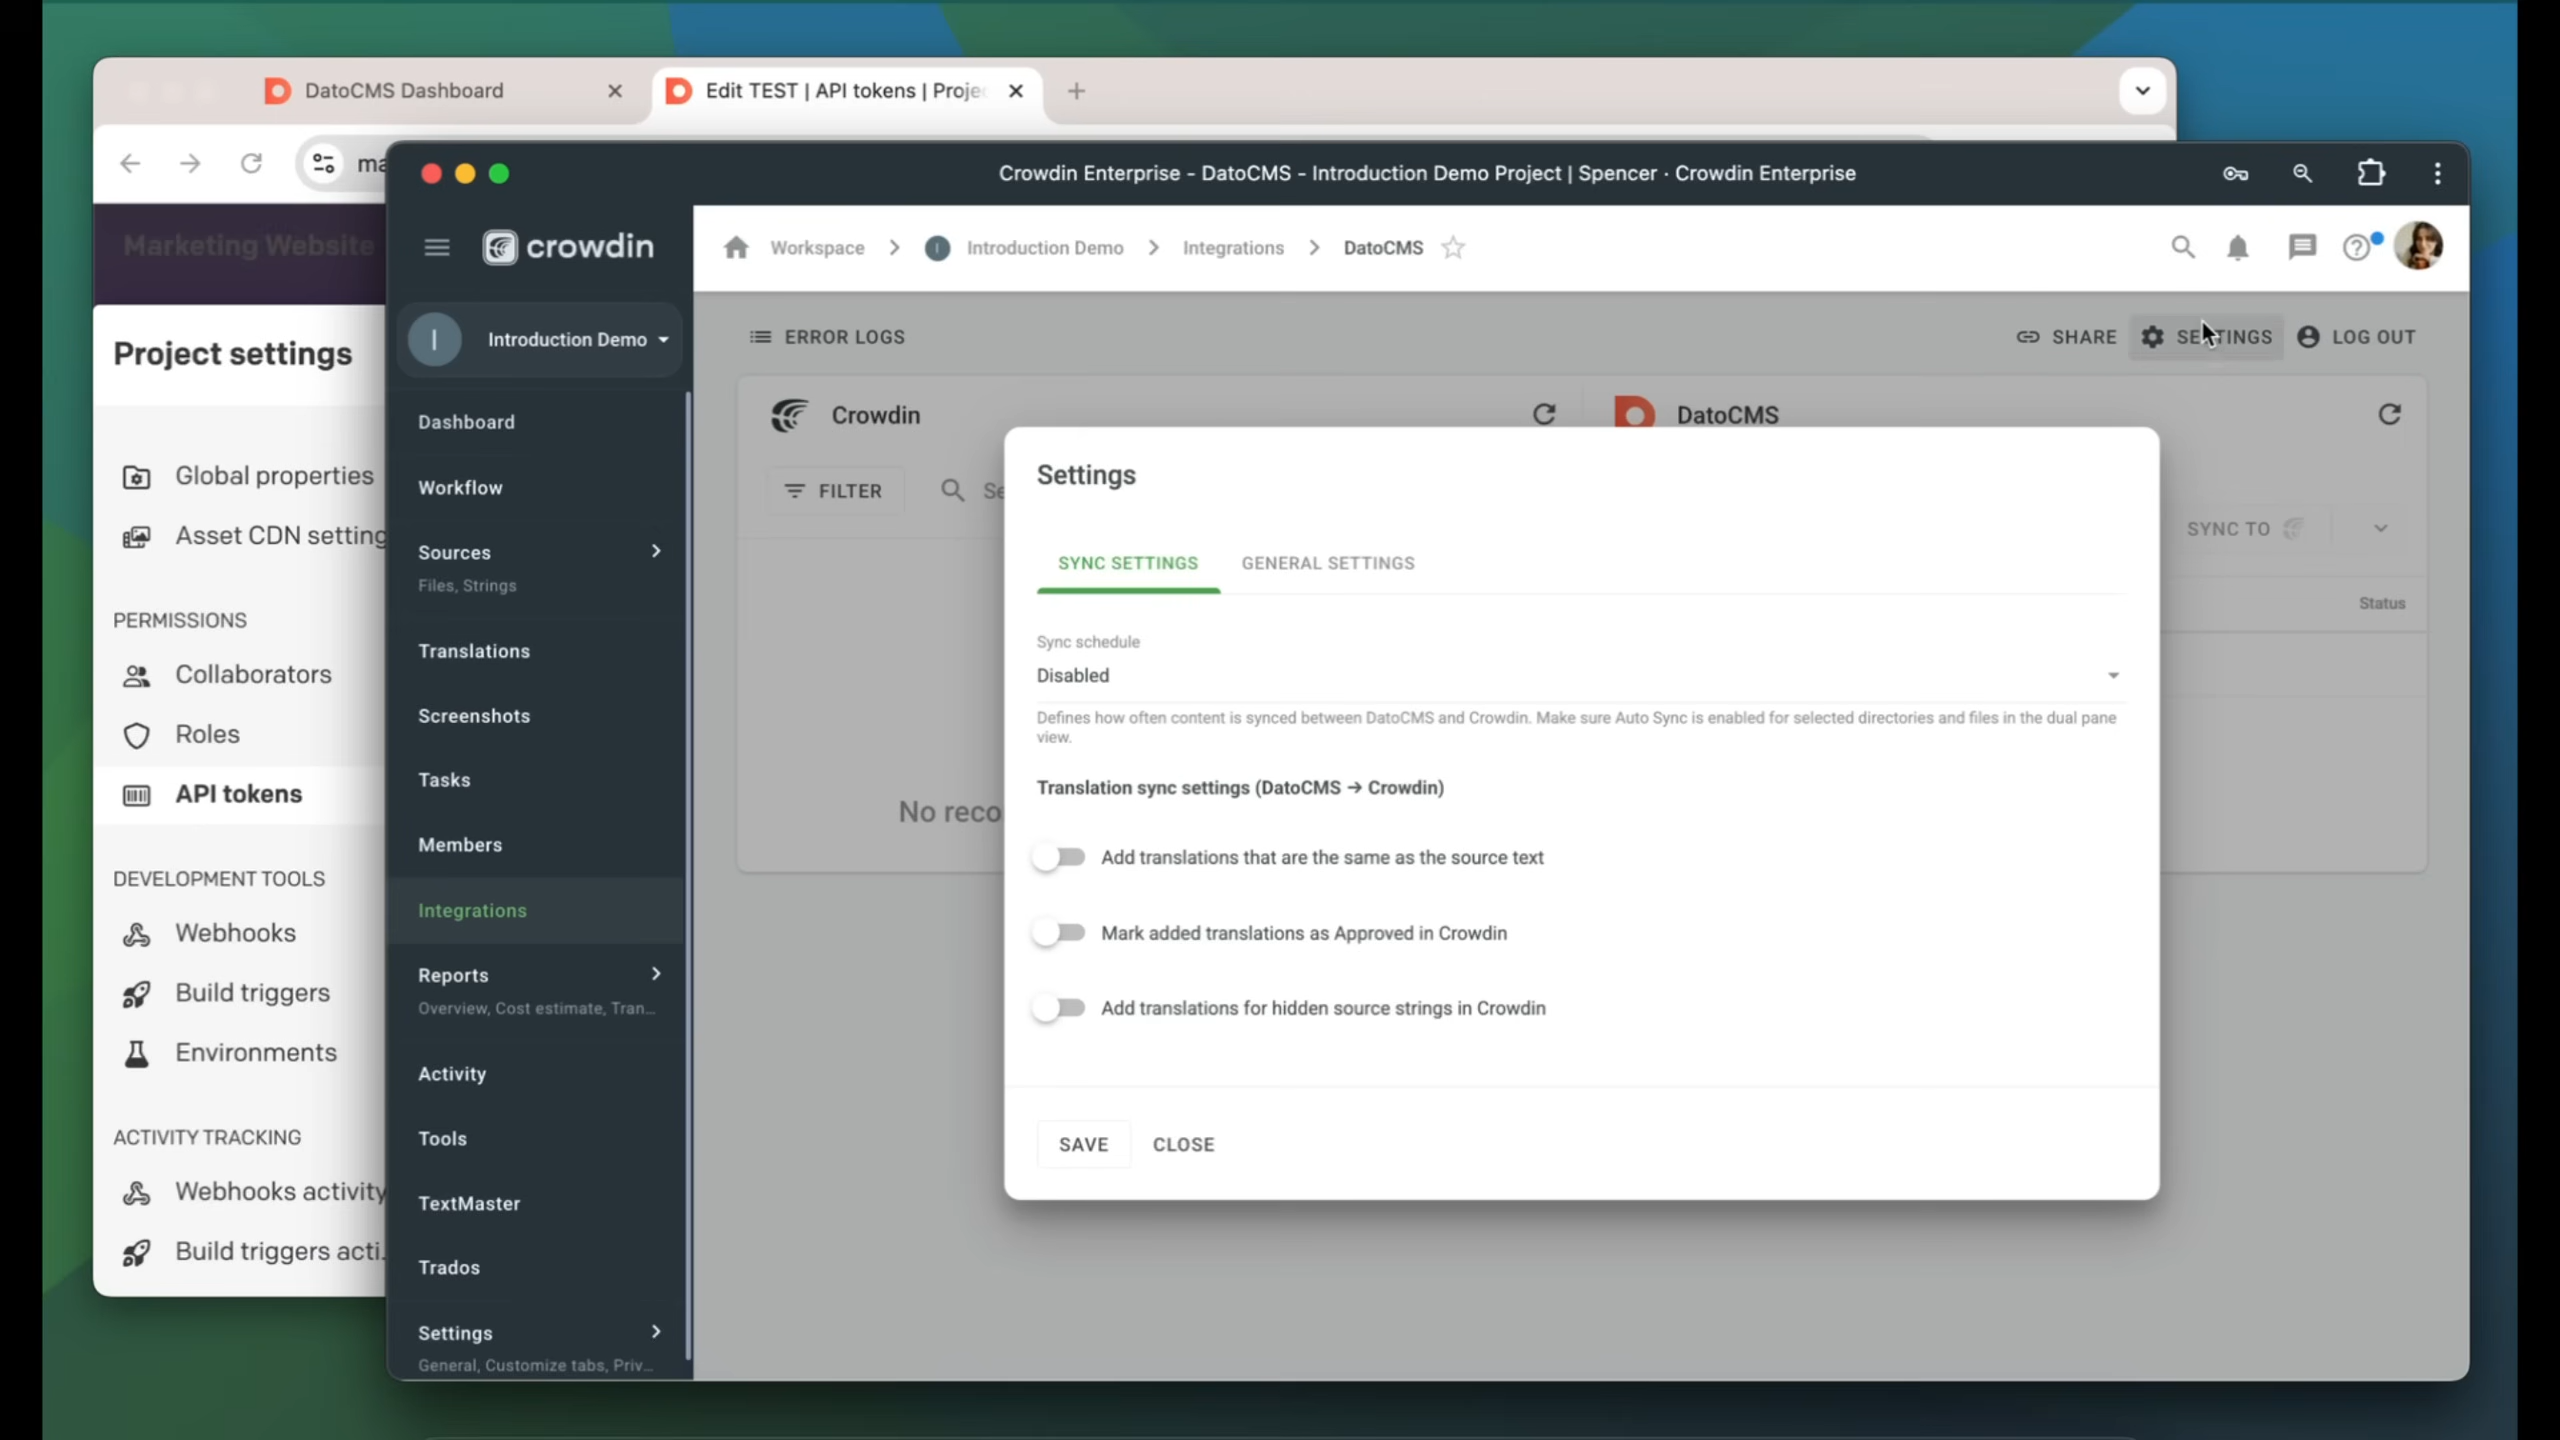 DatoCMS Dashboard
Edit TEST | API tokens | Proje
ma
Marketing Website
Project settings
Global properties
Asset CDN setting
PERMISSIONS
Collaborators
Roles
API tokens
DEVELOPMENT TOOLS
Webhooks
Build triggers
Environments
ACTIVITY TRACKING
Webhooks activity
Build triggers acti..
Crowdin Enterprise - DatoCMS - Introduction Demo Project | Spencer · Crowdin Enterprise
crowdin
Workspace > I Introduction Demo > Integrations > DatoCMS
I Introduction Demo
Dashboard
Workflow
Sources
Files, Strings
Translations
Screenshots
Tasks
Members
Integrations
Reports
Overview, Cost estimate, Tran...
Activity
Tools
TextMaster
Trados
Settings
General, Customize tabs, Priv...
ERROR LOGS
SHARE
SETTINGS
LOG OUT
Crowdin
DatoCMS
FILTER
Se
SYNC TO
Status
No reco
Settings
SYNC SETTINGS
GENERAL SETTINGS
Sync schedule
Disabled
Defines how often content is synced between DatoCMS and Crowdin. Make sure Auto Sync is enabled for selected directories and files in the dual pane
view.
Translation sync settings (DatoCMS → Crowdin)
Add translations that are the same as the source text
Mark added translations as Approved in Crowdin
Add translations for hidden source strings in Crowdin
SAVE
CLOSE